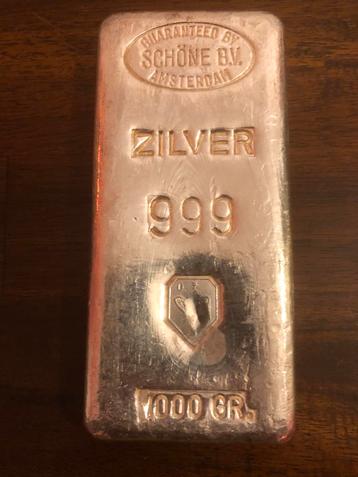 GUARANTEED BY
SCHÖNE B.V.
AMSTERDAM
ZILVER
999
1000 GR.